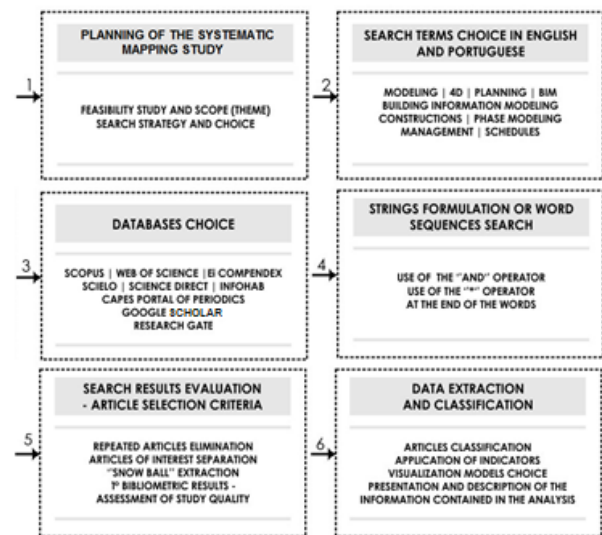 1
PLANNING OF THE SYSTEMATIC
MAPPING STUDY
FEASIBILITY STUDY AND SCOPE (THEME)
SEARCH STRATEGY AND CHOICE
2
SEARCH TERMS CHOICE IN ENGLISH
AND PORTUGUESE
MODELING | 4D | PLANNING | BIM
BUILDING INFORMATION MODELING
CONSTRUCTIONS | PHASE MODELING
MANAGEMENT | SCHEDULES
3
DATABASES CHOICE
SCOPUS | WEB OF SCIENCE |Ei COMPENDEX
SCIELO | SCIENCE DIRECT | INFOHAB
CAPES PORTAL OF PERIODICS
GOOGLE SCHOLAR
RESEARCH GATE
4
STRINGS FORMULATION OR WORD
SEQUENCES SEARCH
USE OF THE "AND" OPERATOR
USE OF THE "*" OPERATOR
AT THE END OF THE WORDS
5
SEARCH RESULTS EVALUATION
- ARTICLE SELECTION CRITERIA
REPEATED ARTICLES ELIMINATION
ARTICLES OF INTEREST SEPARATION
"SNOW BALL" EXTRACTION
1º BIBLIOMETRIC RESULTS -
ASSESSMENT OF STUDY QUALITY
6
DATA EXTRACTION
AND CLASSIFICATION
ARTICLES CLASSIFICATION
APPLICATION OF INDICATORS
VISUALIZATION MODELS CHOICE
PRESENTATION AND DESCRIPTION OF THE
INFORMATION CONTAINED IN THE ANALYSIS